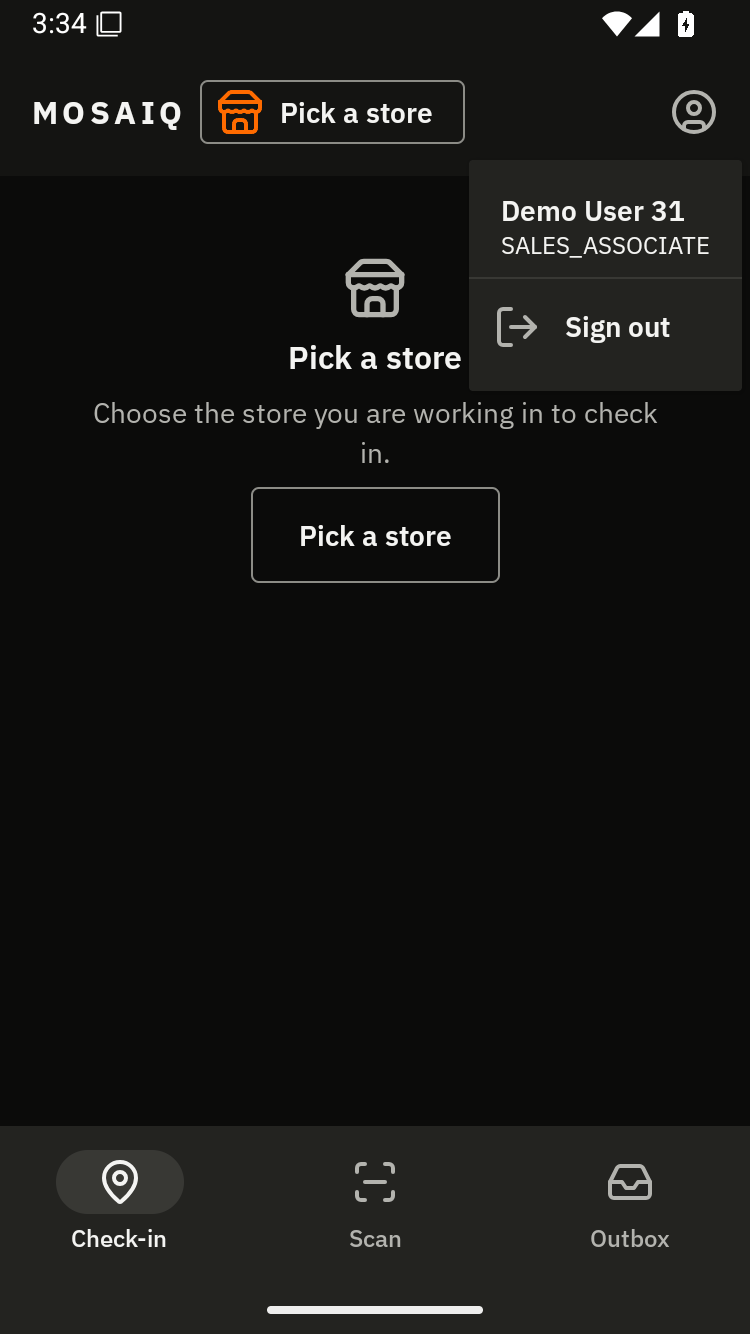 3:34
MOSAIQ
Pick a store
Demo User 31
SALES_ASSOCIATE
Sign out
Pick a store
Choose the store you are working in to check
in.
Pick a store
Check-in
Scan
Outbox